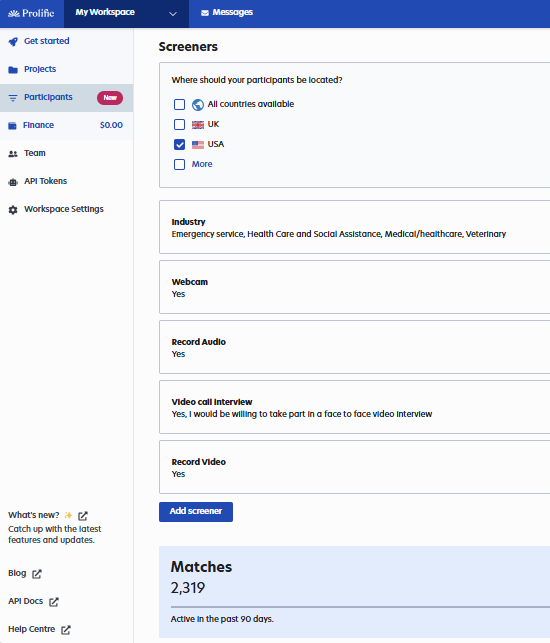 Prolific
My Workspace
Messages
Get started
Projects
Participants New
Finance $0.00
Team
API Tokens
Workspace Settings
What's new?
Catch up with the latest
features and updates.
Blog
API Docs
Help Centre
Screeners
Where should your participants be located?
All countries available
UK
USA
More
Industry
Emergency service, Health Care and Social Assistance, Medical/healthcare, Veterinary
Webcam
Yes
Record Audio
Yes
Video call interview
Yes, I would be willing to take part in a face to face video interview
Record Video
Yes
Add screener
Matches
2,319
Active in the past 90 days.